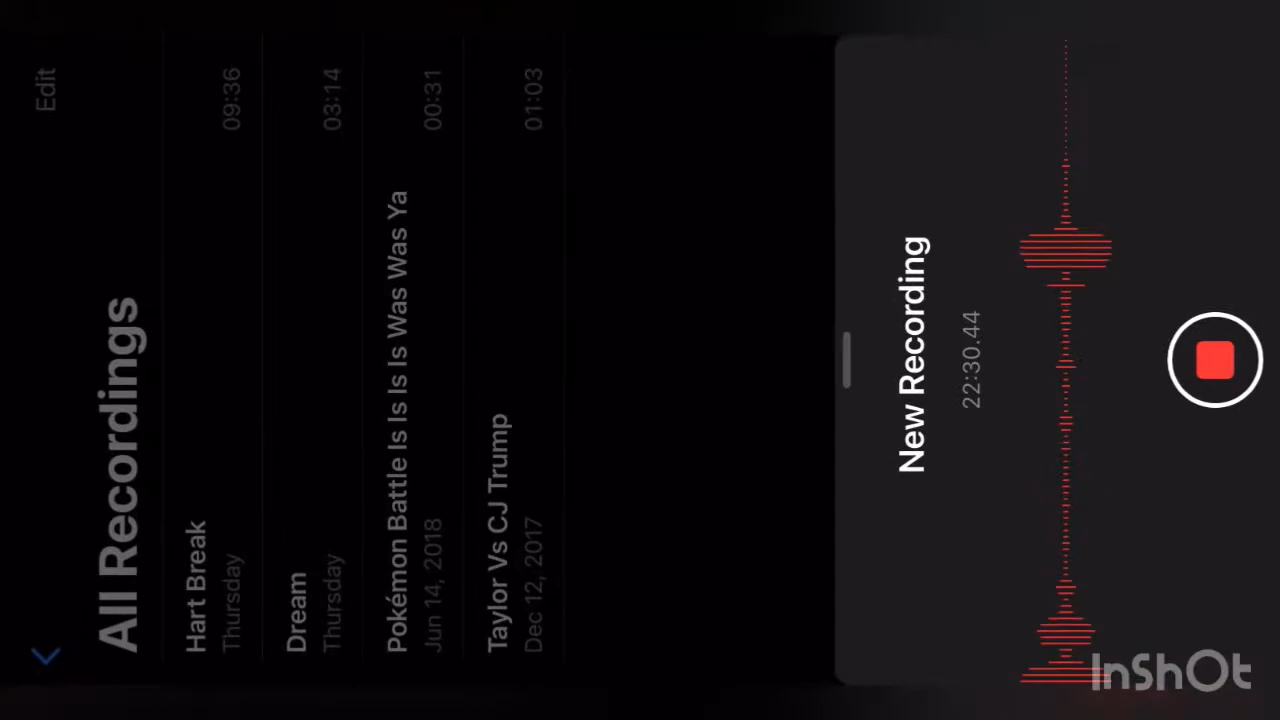 Edit
All Recordings
Hart Break
Thursday
09:36
Dream
Thursday
03:14
Pokémon Battle Is Is Is Is Was Was Ya
Jun 14, 2018
00:31
Taylor Vs CJ Trump
Dec 12, 2017
01:03
New Recording
22:30.44
InShOt